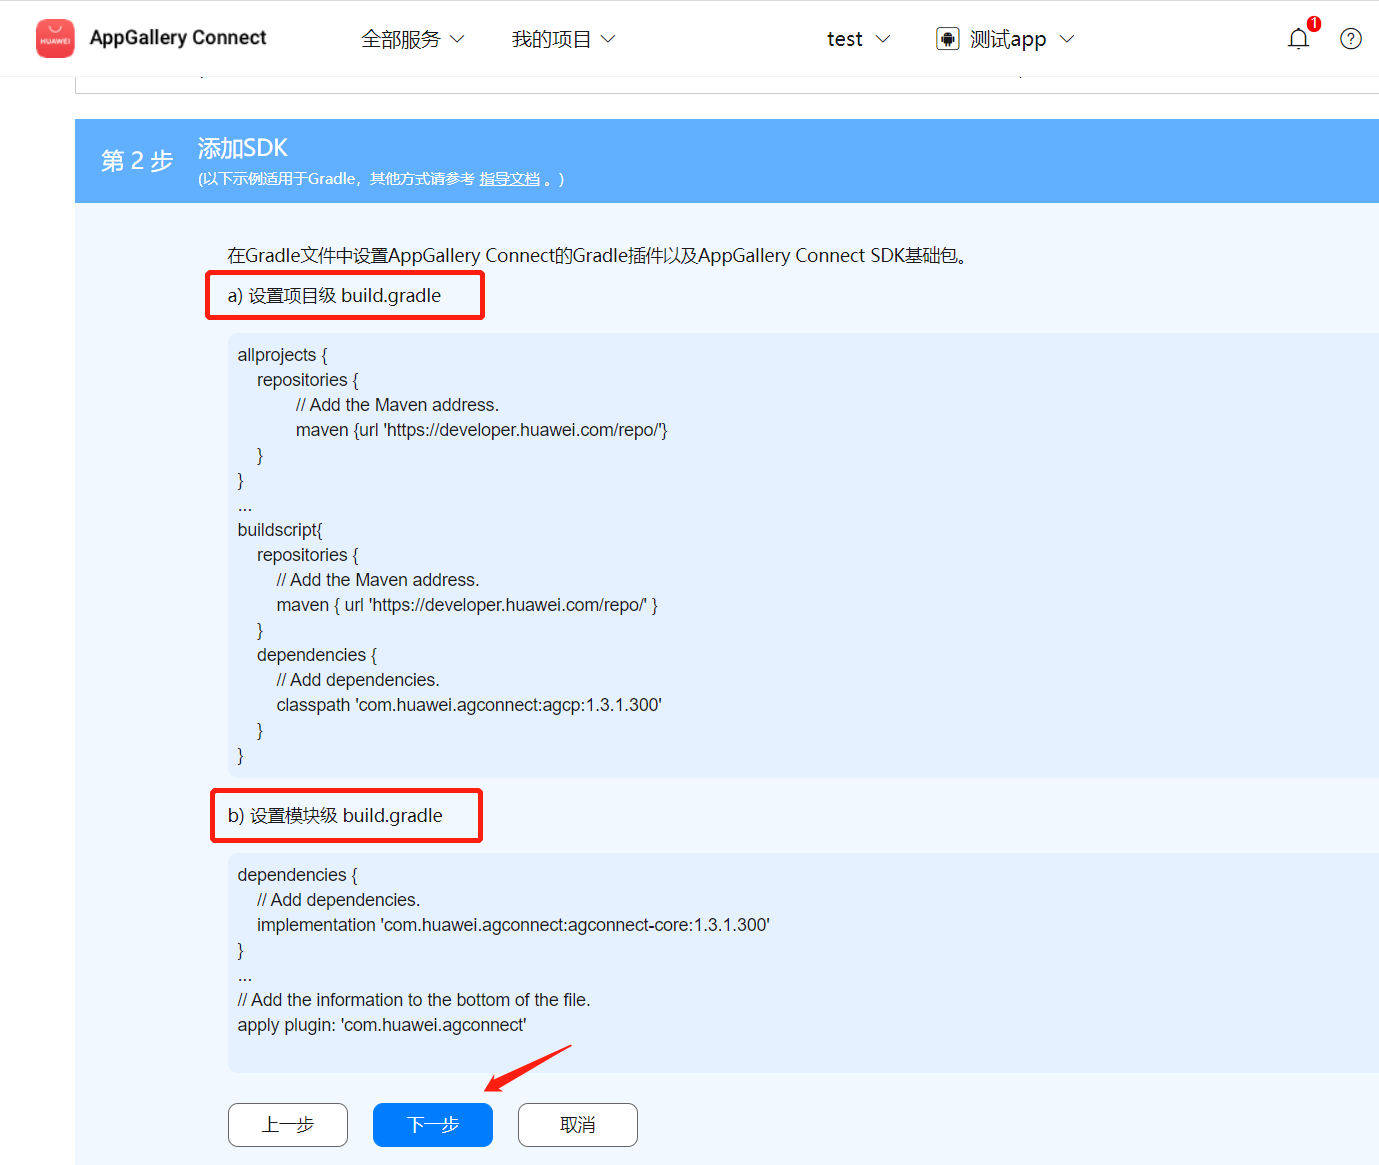 HUAWEI
AppGallery Connect 全部服务 我的项目 test 测试app 1
第 2 步
添加SDK
(以下示例适用于Gradle，其他方式请参考 指导文档 。)
在Gradle文件中设置AppGallery Connect的Gradle插件以及AppGallery Connect SDK基础包。
a) 设置项目级 build.gradle
allprojects {
repositories {
// Add the Maven address.
maven {url 'https://developer.huawei.com/repo/'}
}
}
...
buildscript{
repositories {
// Add the Maven address.
maven { url 'https://developer.huawei.com/repo/' }
}
dependencies {
// Add dependencies.
classpath 'com.huawei.agconnect:agcp:1.3.1.300'
}
}
b) 设置模块级 build.gradle
dependencies {
// Add dependencies.
implementation 'com.huawei.agconnect:agconnect-core:1.3.1.300'
}
...
// Add the information to the bottom of the file.
apply plugin: 'com.huawei.agconnect'
上一步 下一步 取消